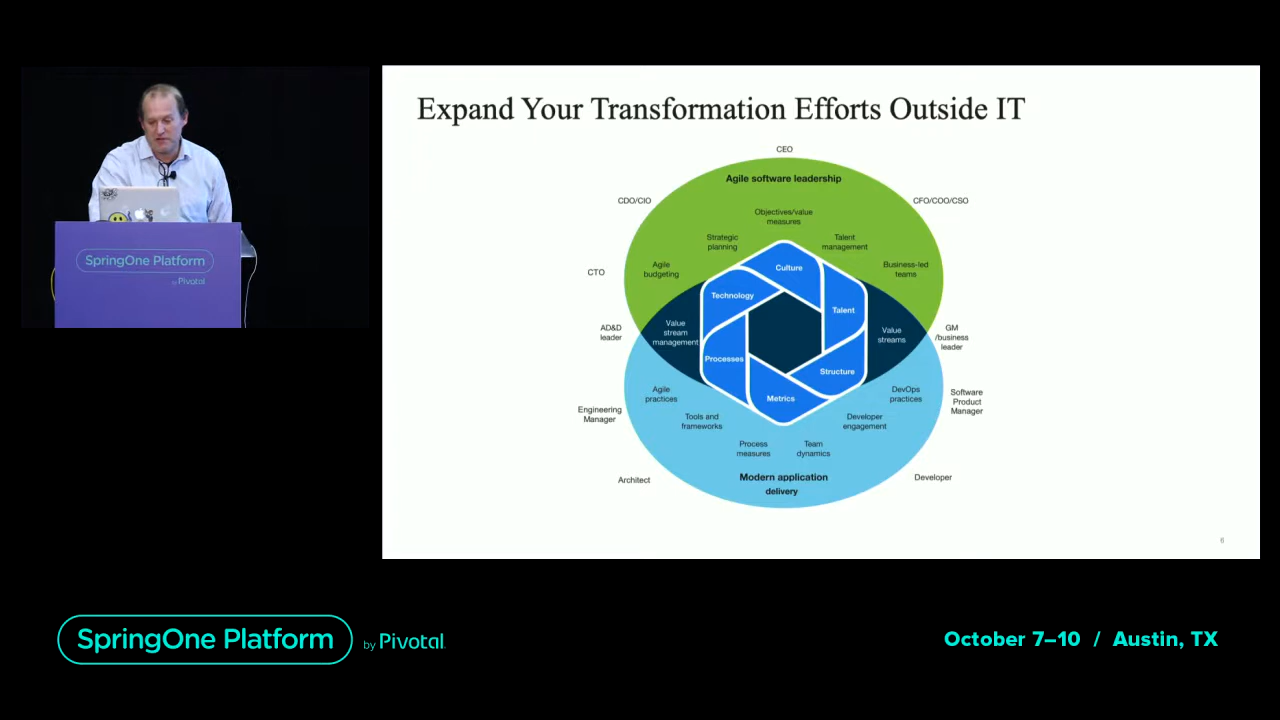 Expand Your Transformation Efforts Outside IT
CEO
Agile software leadership
CDO/CIO
CFO/COO/CSO
Objectives/value
measures
Strategic
planning
Talent
management
CTO
Agile
budgeting
Business-led
teams
Culture
Technology
Talent
AD&D
leader
Value
stream
management
Value
streams
GM
/business
leader
Processes
Structure
Metrics
Engineering
Manager
Agile
practices
DevOps
practices
Software
Product
Manager
Tools and
frameworks
Developer
engagement
Process
measures
Team
dynamics
Architect
Modern application
delivery
Developer
6
SpringOne Platform
by Pivotal
SpringOne Platform by Pivotal
October 7–10 / Austin, TX